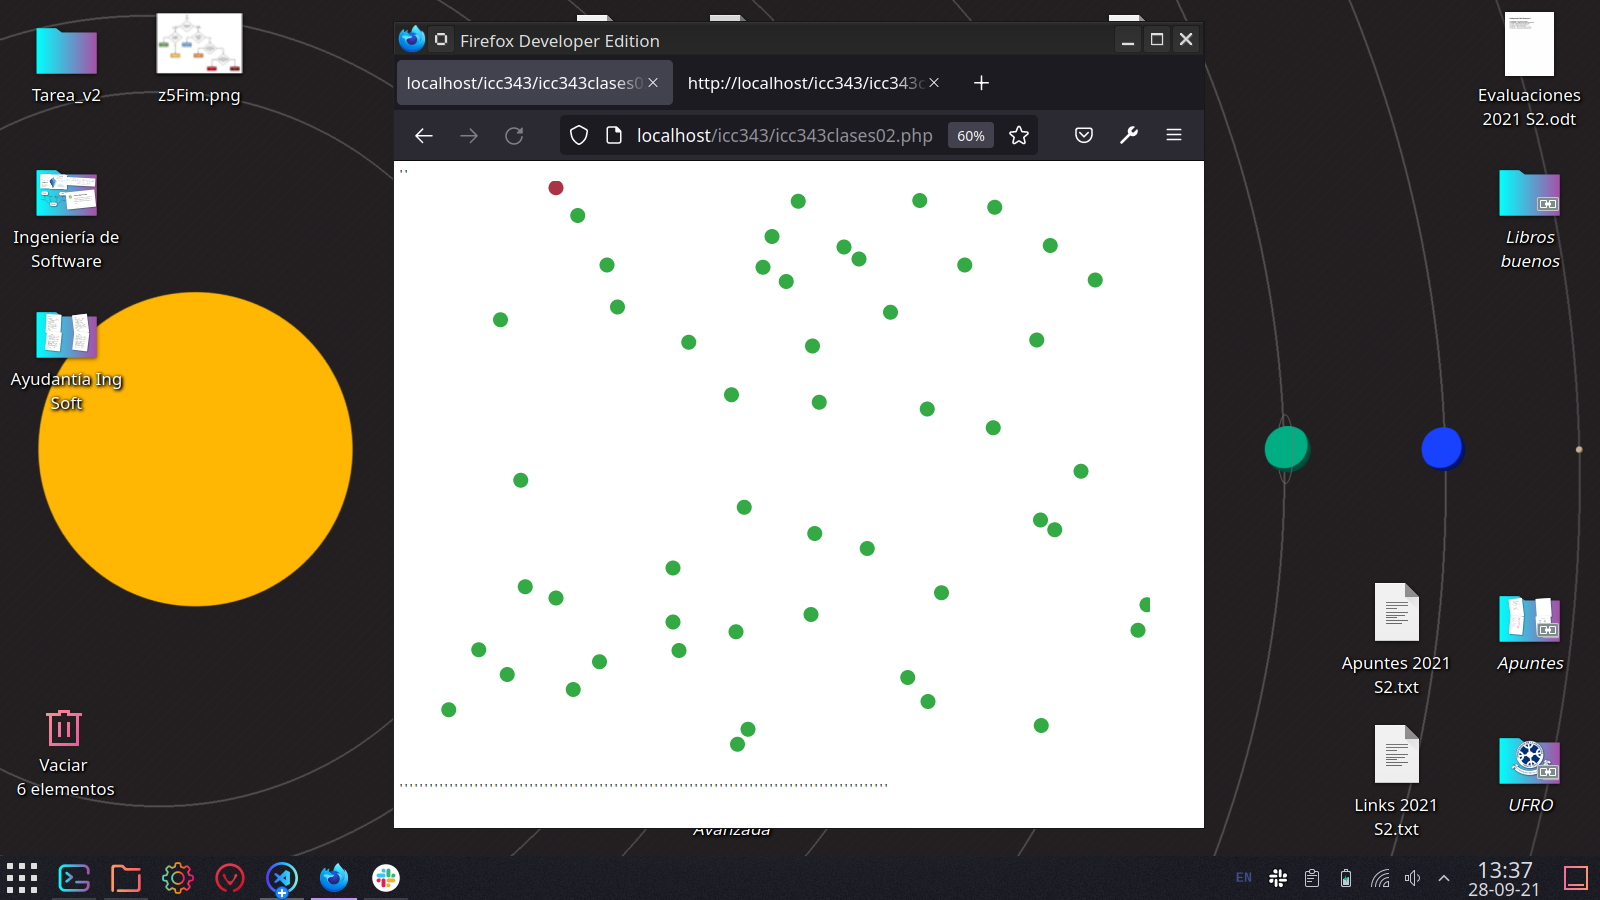 Tarea_v2
z5Fim.png
Ingeniería de
Software
Ayudantía Ing
Soft
Vaciar
6 elementos
Firefox Developer Edition
localhost/icc343/icc343clases0
http://localhost/icc343/icc343c
localhost/icc343/icc343clases02.php
60%
Avanzada
Evaluaciones
2021 S2.odt
Libros
buenos
Apuntes 2021
S2.txt
Apuntes
Links 2021
S2.txt
UFRO
EN
13:37
28-09-21